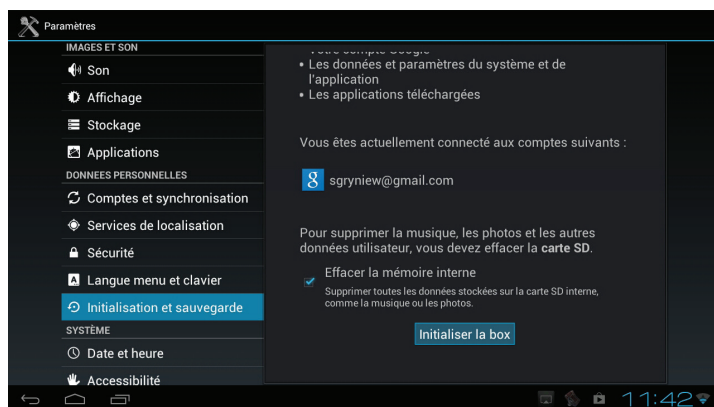 Paramètres
IMAGES ET SON
Son
Affichage
Stockage
Applications
DONNEES PERSONNELLES
Comptes et synchronisation
Services de localisation
Sécurité
Langue menu et clavier
Initialisation et sauvegarde
SYSTÈME
Date et heure
Accessibilité
Votre compte Google
• Les données et paramètres du système et de
l'application
• Les applications téléchargées
Vous êtes actuellement connecté aux comptes suivants :
sgryniew@gmail.com
Pour supprimer la musique, les photos et les autres
données utilisateur, vous devez effacer la carte SD.
Effacer la mémoire interne
Supprimer toutes les données stockées sur la carte SD interne,
comme la musique ou les photos.
Initialiser la box
11:42